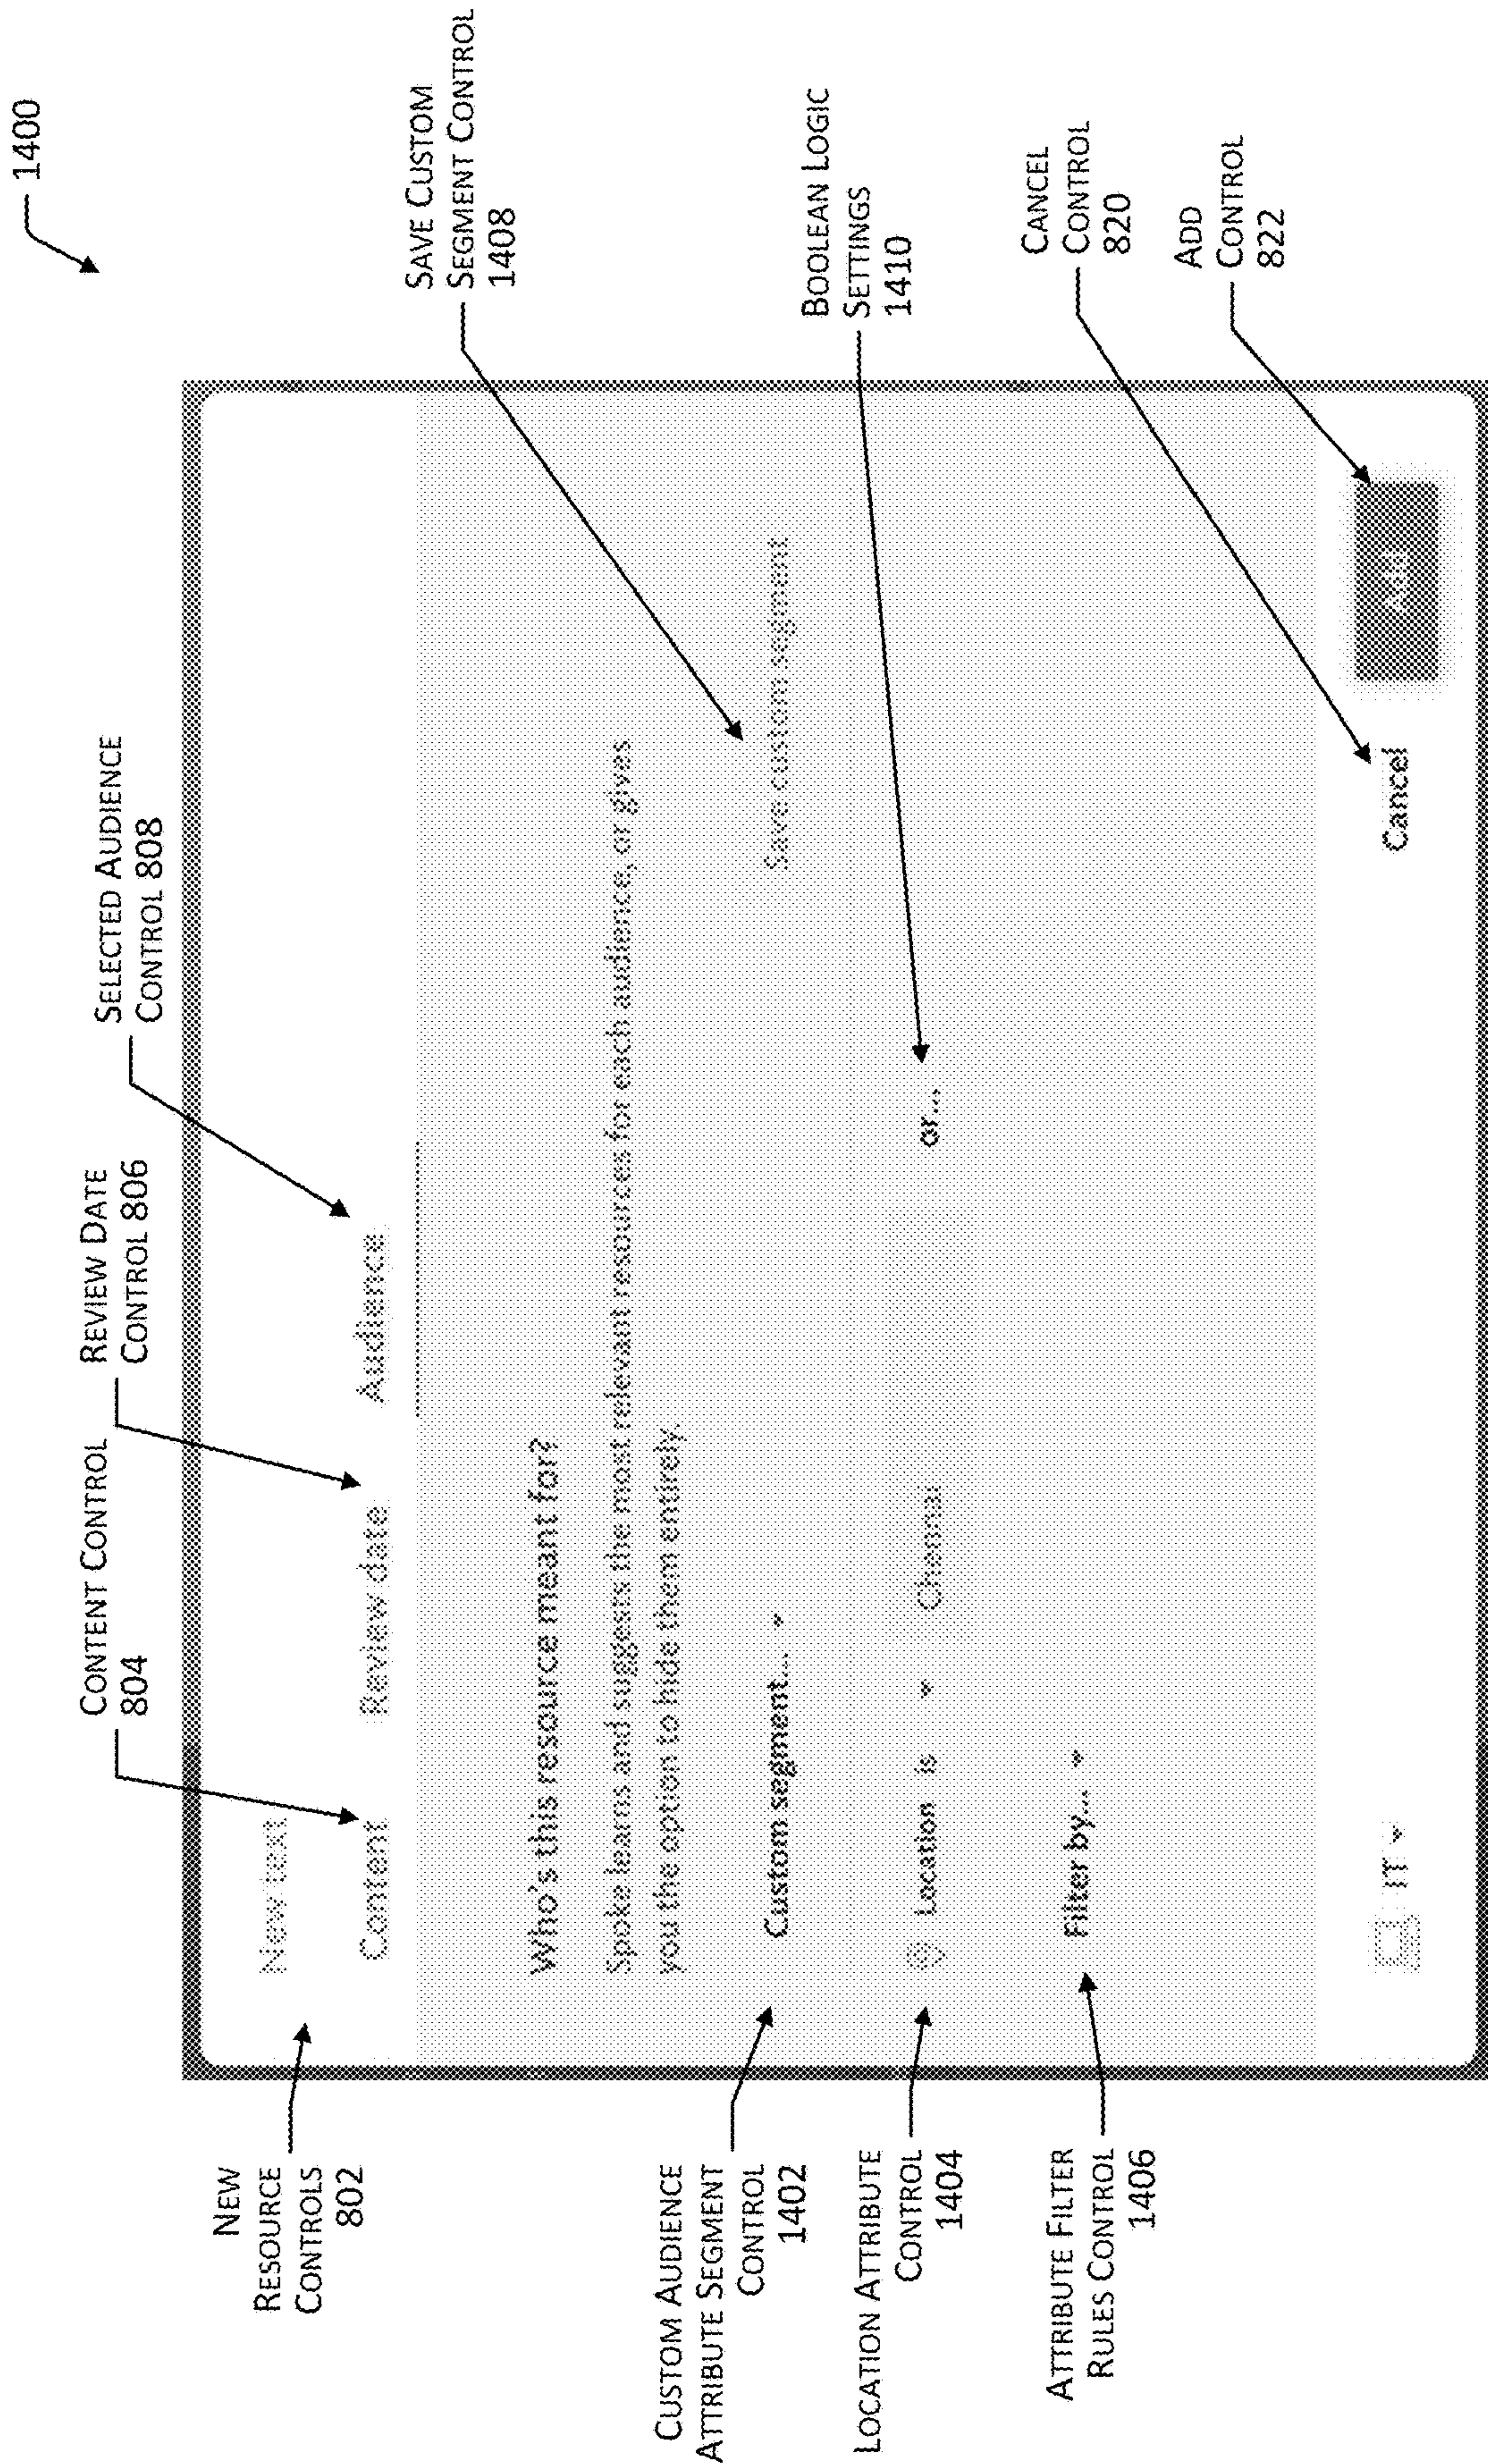 1400
CONTENT CONTROL
804
REVIEW DATE
CONTROL 806
SELECTED AUDIENCE
CONTROL 808
SAVE CUSTOM
SEGMENT CONTROL
1408
BOOLEAN LOGIC
SETTINGS
1410
CANCEL
CONTROL
820
ADD
CONTROL
822
NEW
RESOURCE
CONTROLS
802
CUSTOM AUDIENCE
ATTRIBUTE SEGMENT
CONTROL
1402
LOCATION ATTRIBUTE
CONTROL
1404
ATTRIBUTE FILTER
RULES CONTROL
1406
New text
Content Review date Audience
Who's this resource meant for?
Spoke learns and suggests the most relevant resources for each audience, or gives
you the option to hide them entirely.
Custom segment... Save custom segment
Location is Chennai or...
Filter by...
IT Cancel Add